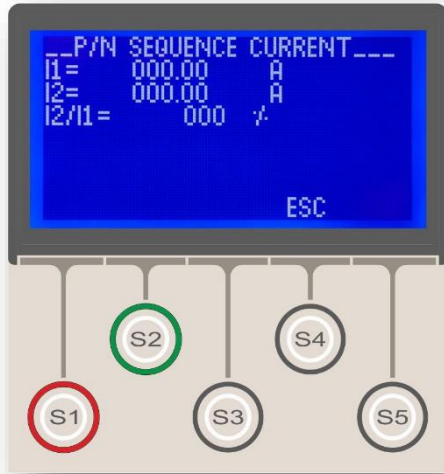 __P/N SEQUENCE CURRENT___
I1= 000.00 A
I2= 000.00 A
I2/I1= 000 %
ESC
S2 S4
S1 S3 S5